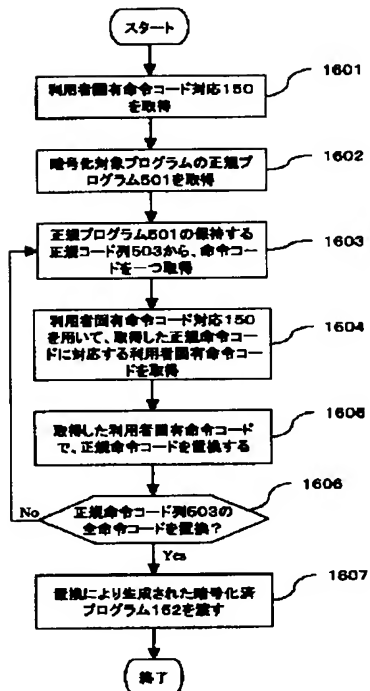 スタート
1601
利用者固有命令コード対応150
を取得
1602
暗号化対象プログラムの正規プ
ログラム501を取得
1603
正規プログラム501の保持する
正規コード列503から、命令コー
ドを一つ取得
1604
利用者固有命令コード対応150
を用いて、取得した正規命令コー
ドに対応する利用者固有命令コー
ドを取得
1605
取得した利用者固有命令コード
で、正規命令コードを置換する
1606
正規命令コード列503の
全命令コードを置換?
No
Yes
1607
置換により生成された暗号化済
プログラム152を渡す
終了